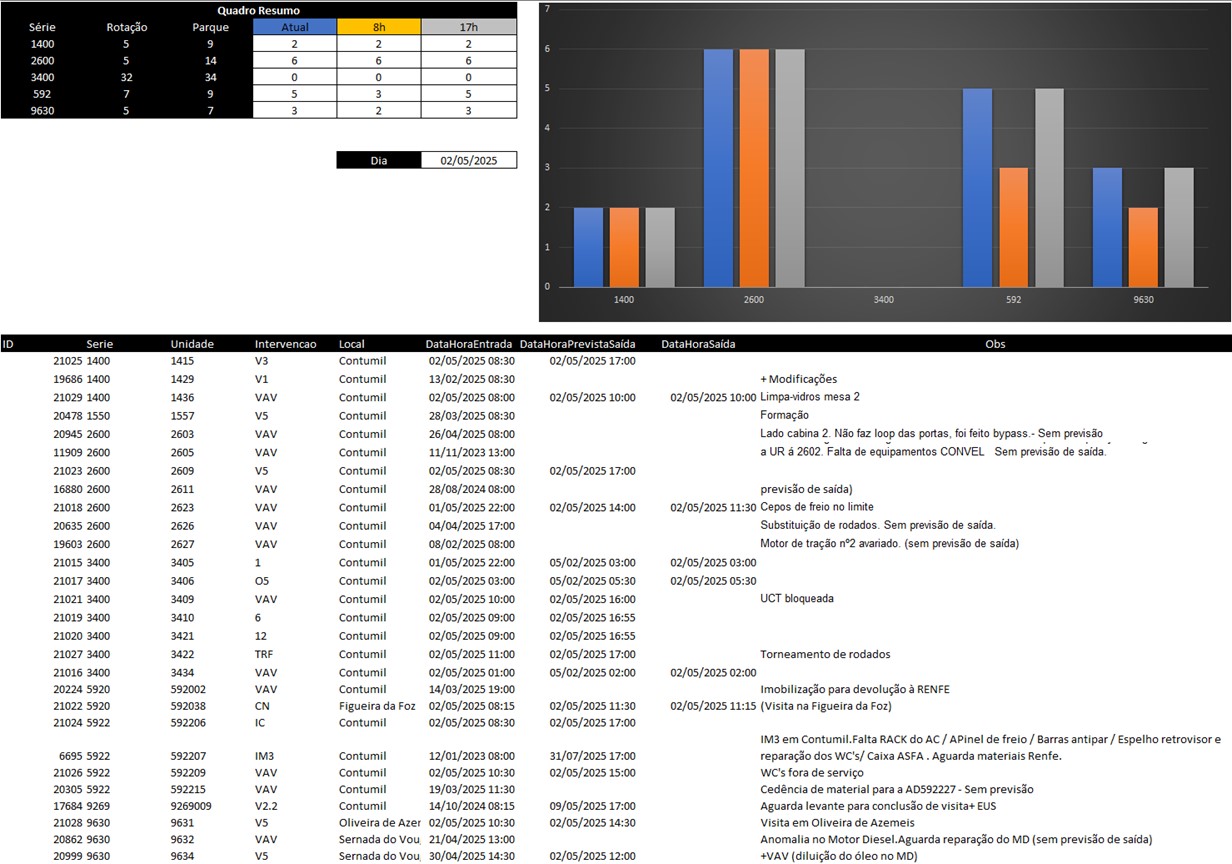 Quadro Resumo
Série Rotação Parque Atual 8h 17h
1400 5 9 2 2 2
2600 5 14 6 6 6
3400 32 34 0 0 0
592 7 9 5 3 5
9630 5 7 3 2 3
Dia 02/05/2025
7
6
5
4
3
2
1
0
1400 2600 3400 592 9630
ID Serie Unidade Intervencao Local DataHoraEntrada DataHoraPrevistaSaída DataHoraSaída Obs
21025 1400 1415 V3 Contumil 02/05/2025 08:30 02/05/2025 17:00
19686 1400 1429 V1 Contumil 13/02/2025 08:30 + Modificações
21029 1400 1436 VAV Contumil 02/05/2025 08:00 02/05/2025 10:00 02/05/2025 10:00 Limpa-vidros mesa 2
20478 1550 1557 V5 Contumil 28/03/2025 08:30 Formação
20945 2600 2603 VAV Contumil 26/04/2025 08:00 Lado cabina 2. Não faz loop das portas, foi feito bypass.- Sem previsão
11909 2600 2605 VAV Contumil 11/11/2023 13:00 a UR á 2602. Falta de equipamentos CONVEL Sem previsão de saída.
21023 2600 2609 V5 Contumil 02/05/2025 08:30 02/05/2025 17:00
16880 2600 2611 VAV Contumil 28/08/2024 08:00 previsão de saída)
21018 2600 2623 VAV Contumil 01/05/2025 22:00 02/05/2025 14:00 02/05/2025 11:30 Cepos de freio no limite
20635 2600 2626 VAV Contumil 04/04/2025 17:00 Substituição de rodados. Sem previsão de saída.
19603 2600 2627 VAV Contumil 08/02/2025 08:00 Motor de tração nº2 avariado. (sem previsão de saída)
21015 3400 3405 1 Contumil 01/05/2025 22:00 05/02/2025 03:00 02/05/2025 03:00
21017 3400 3406 O5 Contumil 02/05/2025 03:00 05/02/2025 05:30 02/05/2025 05:30
21021 3400 3409 VAV Contumil 02/05/2025 10:00 02/05/2025 16:00 UCT bloqueada
21019 3400 3410 6 Contumil 02/05/2025 09:00 02/05/2025 16:55
21020 3400 3421 12 Contumil 02/05/2025 09:00 02/05/2025 16:55
21027 3400 3422 TRF Contumil 02/05/2025 11:00 02/05/2025 17:00 Torneamento de rodados
21016 3400 3434 VAV Contumil 02/05/2025 01:00 05/02/2025 02:00 02/05/2025 02:00
20224 5920 592002 VAV Contumil 14/03/2025 19:00 Imobilização para devolução à RENFE
21022 5920 592038 CN Figueira da Foz 02/05/2025 08:15 02/05/2025 11:30 02/05/2025 11:15 (Visita na Figueira da Foz)
21024 5922 592206 IC Contumil 02/05/2025 08:30 02/05/2025 17:00
IM3 em Contumil.Falta RACK do AC / APinel de freio / Barras antipar / Espelho retrovisor e
6695 5922 592207 IM3 Contumil 12/01/2023 08:00 31/07/2025 17:00 reparação dos WC's/ Caixa ASFA . Aguarda materiais Renfe.
21026 5922 592209 VAV Contumil 02/05/2025 10:30 02/05/2025 15:00 WC's fora de serviço
20305 5922 592215 VAV Contumil 19/03/2025 11:30 Cedência de material para a AD592227 - Sem previsão
17684 9269 9269009 V2.2 Contumil 14/10/2024 08:15 09/05/2025 17:00 Aguarda levante para conclusão de visita+ EUS
21028 9630 9631 V5 Oliveira de Azer 02/05/2025 10:30 02/05/2025 14:30 Visita em Oliveira de Azemeis
20862 9630 9632 VAV Sernada do Vou 21/04/2025 13:00 Anomalia no Motor Diesel.Aguarda reparação do MD (sem previsão de saída)
20999 9630 9634 V5 Sernada do Vou 30/04/2025 14:30 02/05/2025 12:00 +VAV (diluição do óleo no MD)